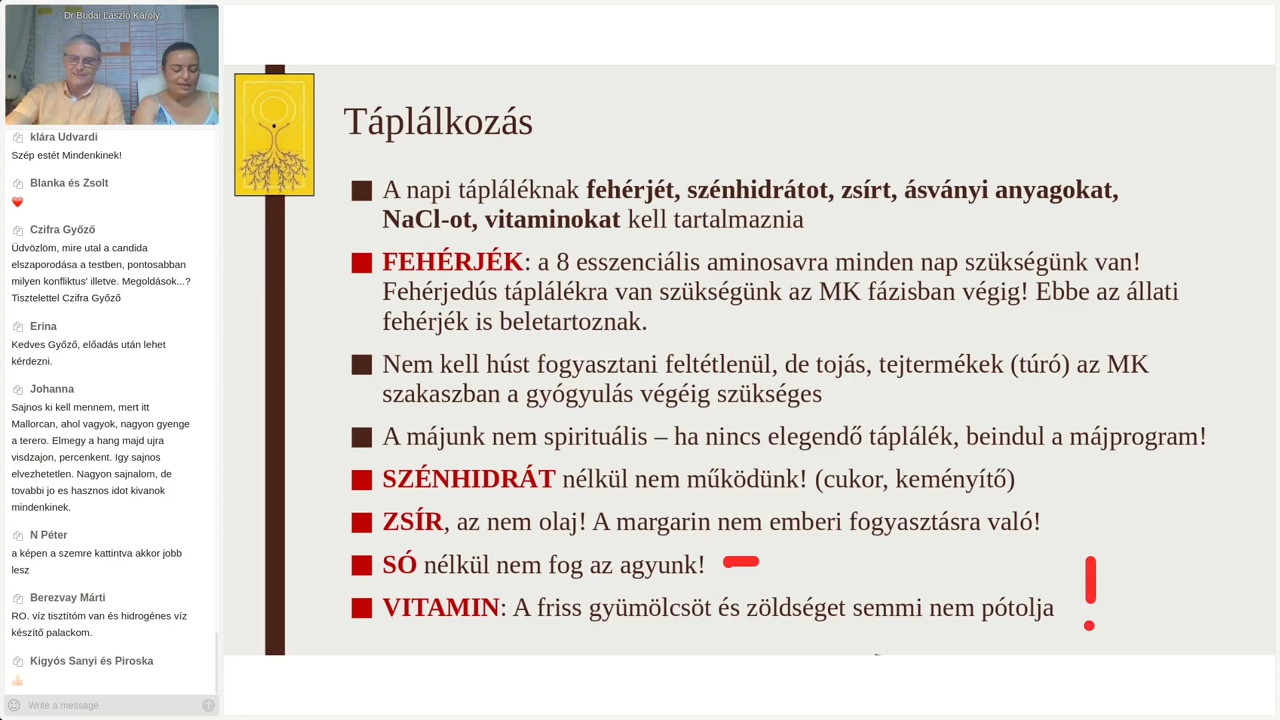 Dr Budai László Károly
klára Udvardi
Szép estét Mindenkinek!
Blanka és Zsolt
Czifra Győző
Üdvözlöm, mire utal a candida
elszaporodása a testben, pontosabban
milyen konfliktus' illetve. Megoldások...?
Tisztelettel Czifra Győző
Erina
Kedves Győző, előadás után lehet
kérdezni.
Johanna
Sajnos ki kell mennem, mert itt
Mallorcan, ahol vagyok, nagyon gyenge
a terero. Elmegy a hang majd ujra
visdzajon, percenkent. Igy sajnos
elvezhetetlen. Nagyon sajnalom, de
tovabbi jo es hasznos idot kivanok
mindenkinek.
N Péter
a képen a szemre kattintva akkor jobb
lesz
Berezvay Márti
RO. víz tisztítóm van és hidrogénes víz
készítő palackom.
Kigyós Sanyi és Piroska
Write a message
Táplálkozás
A napi tápláléknak fehérjét, szénhidrátot, zsírt, ásványi anyagokat,
NaCl-ot, vitaminokat kell tartalmaznia
FEHÉRJÉK: a 8 esszenciális aminosavra minden nap szükségünk van!
Fehérjedús táplálékra van szükségünk az MK fázisban végig! Ebbe az állati
fehérjék is beletartoznak.
Nem kell húst fogyasztani feltétlenül, de tojás, tejtermékek (túró) az MK
szakaszban a gyógyulás végéig szükséges
A májunk nem spirituális – ha nincs elegendő táplálék, beindul a májprogram!
SZÉNHIDRÁT nélkül nem működünk! (cukor, keményítő)
ZSÍR, az nem olaj! A margarin nem emberi fogyasztásra való!
SÓ nélkül nem fog az agyunk!
VITAMIN: A friss gyümölcsöt és zöldséget semmi nem pótolja